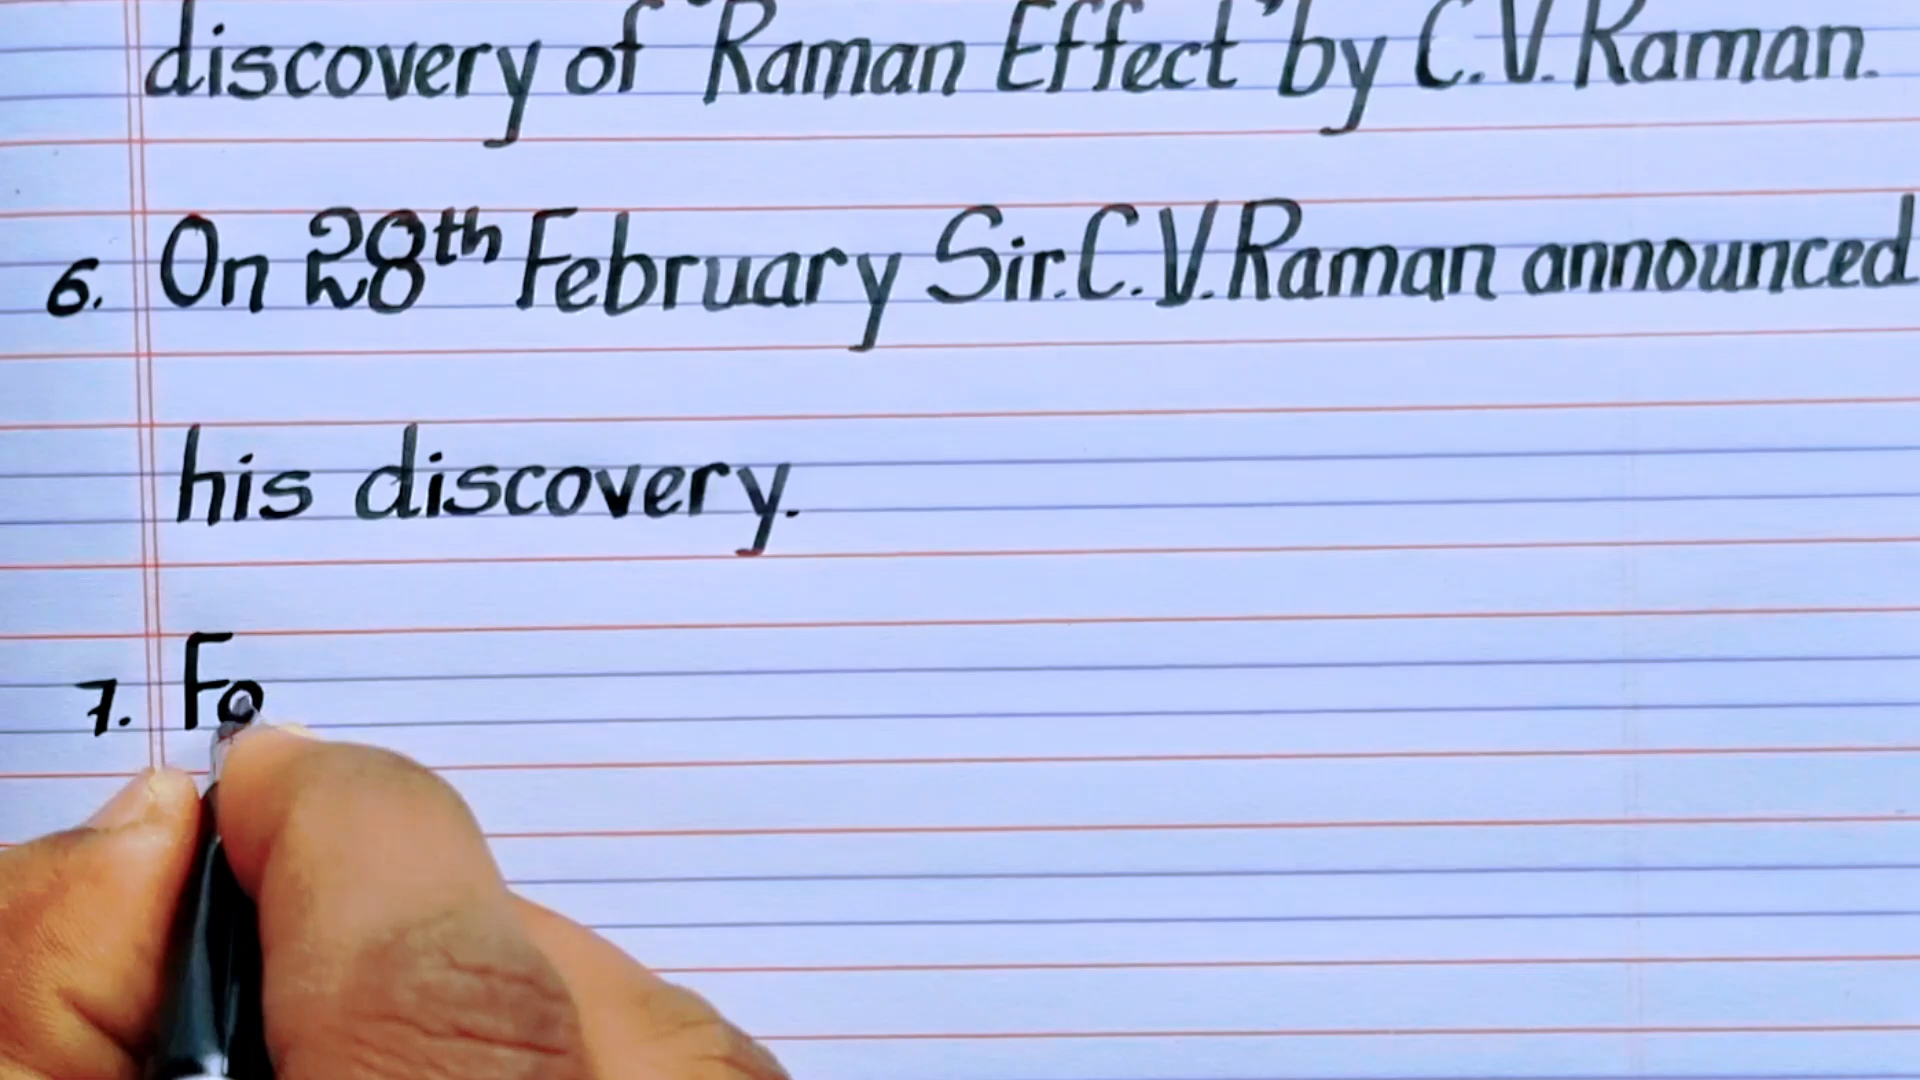 discovery of "Raman Effect" by C.V. Raman.
6. On 28th February Sir.C.V.Raman announced
his discovery.
7. Fo